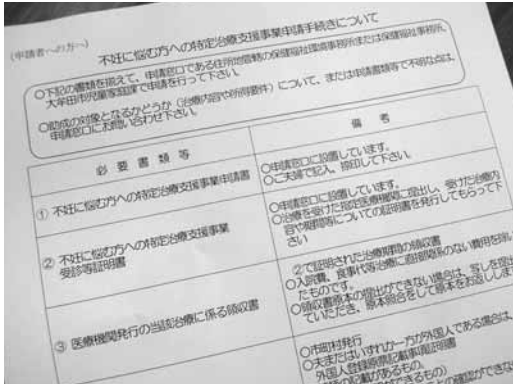 (申請者への方へ)
不妊に悩む方への特定治療支援事業申請手続きについて
○下記の書類を揃えて、申請窓口である住所地管轄の保健福祉環境事務所または保健福祉事務所、
大牟田市児童家庭課で申請を行って下さい。
○助成の対象となるかどうか（治療内容や所得要件）について、または申請書類等で不明な点は、
申請窓口にお問い合わせ下さい。
必要書類等
備考
① 不妊に悩む方への特定治療支援事業申請書
○申請窓口に設置しています。
○ご夫婦で記入、捺印して下さい。
② 不妊に悩む方への特定治療支援事業
受診等証明書
○申請窓口に設置しています。
○治療を受けた指定医療機関に提出し、受けた治療内
容や期間等についての証明書を発行してもらって下
さい
③ 医療機関発行の当該治療に係る領収書
②で証明された治療期間の領収書
○入院費、食事代等治療に直接関係のない費用を除い
たものです。
○領収書原本の提出ができない場合は、写しを提出
していただき、原本照合をして原本をお返ししま
○市町村発行
○夫または いずれか一方が外国人である場合は、
外国人登録原票記載事項証明書